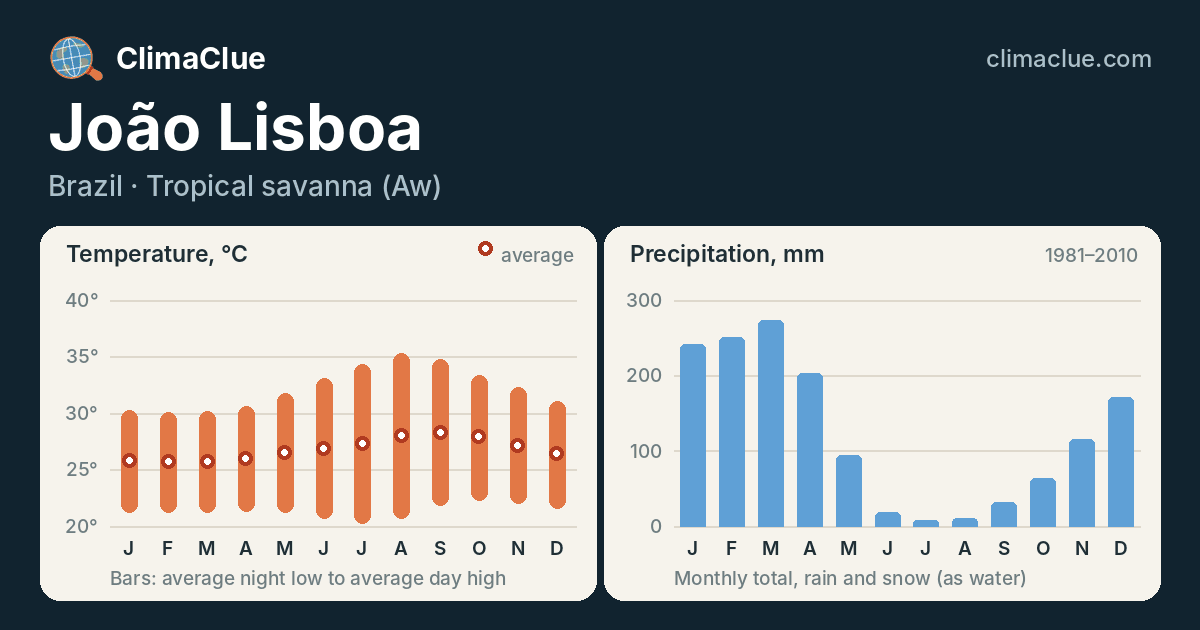 ClimaClue
climaclue.com
João Lisboa
Brazil · Tropical savanna (Aw)
Temperature, °C
average
40°
35°
30°
25°
20°
J F M A M J J A S O N D
Bars: average night low to average day high
Precipitation, mm
1981–2010
300
200
100
0
J F M A M J J A S O N D
Monthly total, rain and snow (as water)